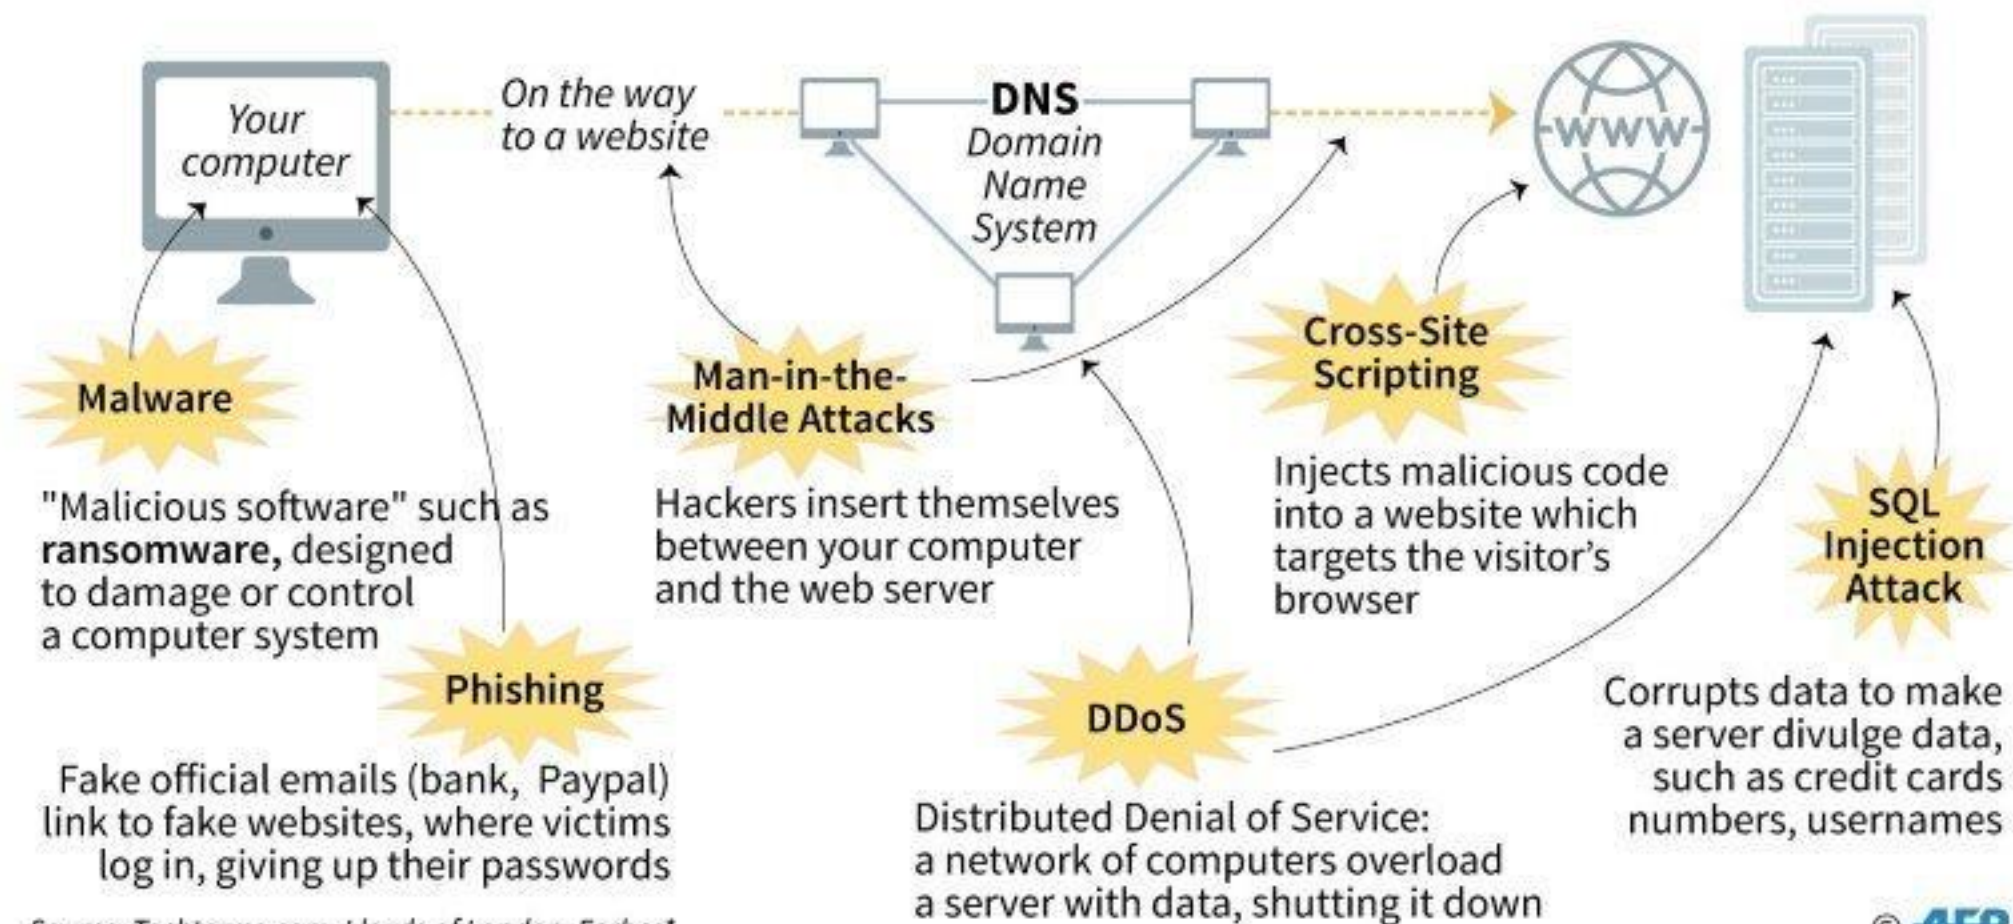 Your
computer
On the way
to a website
DNS
Domain
Name
System
WWW
Malware
"Malicious software" such as
ransomware, designed
to damage or control
a computer system
Phishing
Fake official emails (bank, Paypal)
link to fake websites, where victims
log in, giving up their passwords
Man-in-the-
Middle Attacks
Hackers insert themselves
between your computer
and the web server
DDoS
Distributed Denial of Service:
a network of computers overload
a server with data, shutting it down
Cross-Site
Scripting
Injects malicious code
into a website which
targets the visitor's
browser
SQL
Injection
Attack
Corrupts data to make
a server divulge data,
such as credit cards
numbers, usernames
©